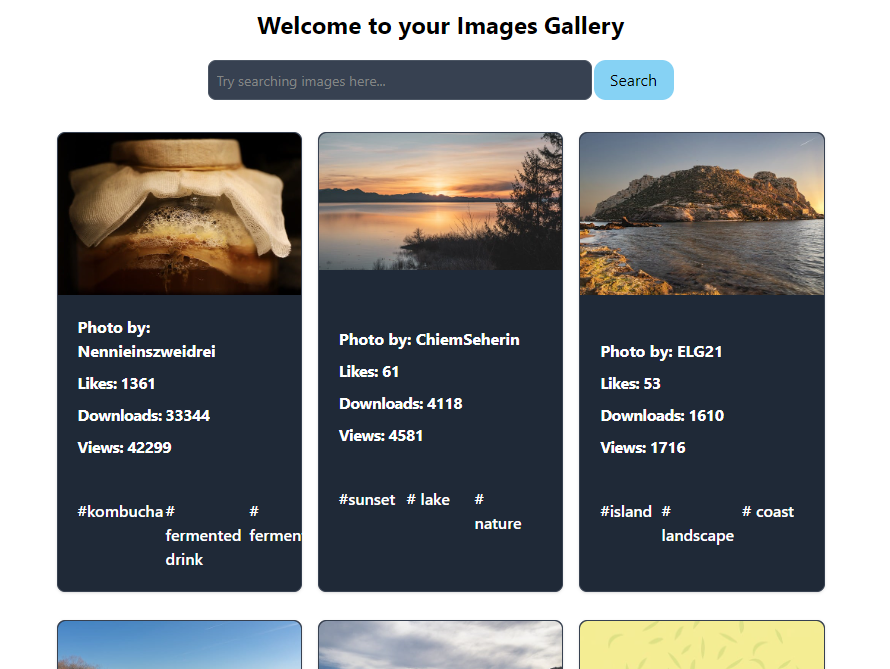 Welcome to your Images Gallery
Try searching images here...
Search
Photo by:
Nennieinszweidrei
Likes: 1361
Downloads: 33344
Views: 42299
#kombucha #
fermented
drink
#
fermen
Photo by: ChiemSeherin
Likes: 61
Downloads: 4118
Views: 4581
#sunset # lake #
nature
Photo by: ELG21
Likes: 53
Downloads: 1610
Views: 1716
#island #
landscape
# coast